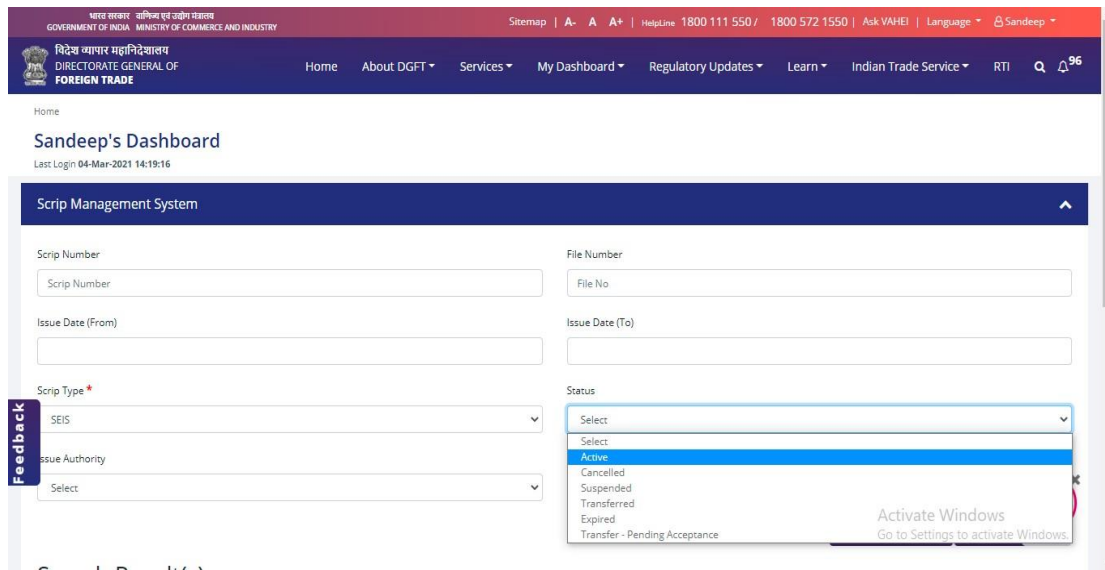 भारत सरकार वाणिज्य एवं उद्योग मंत्रालय
GOVERNMENT OF INDIA MINISTRY OF COMMERCE AND INDUSTRY
Sitemap | A- A A+ | HelpLine 1800 111 550 / 1800 572 1550 | Ask VAHEI | Language Sandeep
विदेश व्यापार महानिदेशालय
DIRECTORATE GENERAL OF
FOREIGN TRADE
Home About DGFT Services My Dashboard Regulatory Updates Learn Indian Trade Service RTI 96
Home
Sandeep's Dashboard
Last Login 04-Mar-2021 14:19:16
Scrip Management System
Scrip Number File Number
Scrip Number File No
Issue Date (From) Issue Date (To)
Scrip Type * Status
SEIS Select
Select
Active
Cancelled
Suspended
Transferred
Expired
Transfer - Pending Acceptance
Issue Authority
Select
Feedback
Activate Windows
Go to Settings to activate Windows.